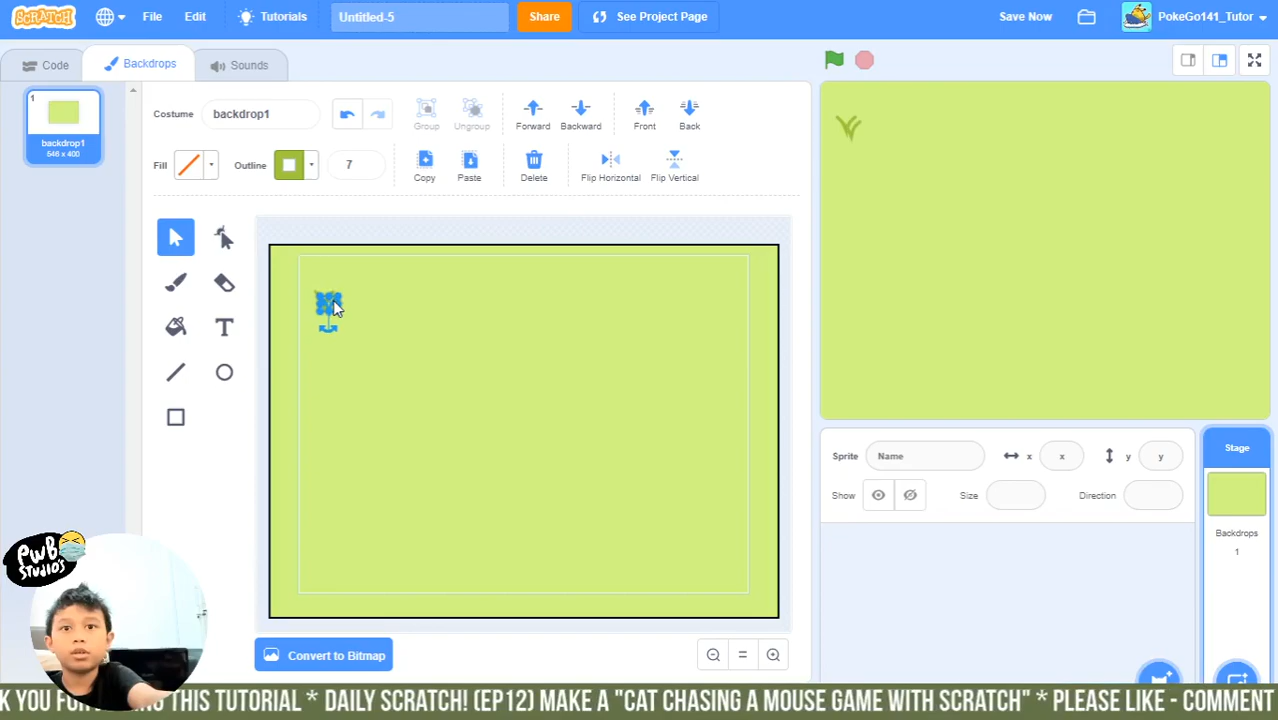 SCRATCH File Edit Tutorials Untitled-5 Share See Project Page Save Now PokeGo141_Tutor
Code Backdrops Sounds
1
backdrop1
546 x 400
Costume backdrop1 Group Ungroup Forward Backward Front Back
Fill Outline 7 Copy Paste Delete Flip Horizontal Flip Vertical
T
Convert to Bitmap
Sprite Name x x y y
Show Size Direction
Stage
Backdrops
1
PWB STUDIO'S
K YOU FOR THIS TUTORIAL * DAILY SCRATCH! (EP12) MAKE A "CAT CHASING A MOUSE GAME WITH SCRATCH" * PLEASE LIKE - COMMENT